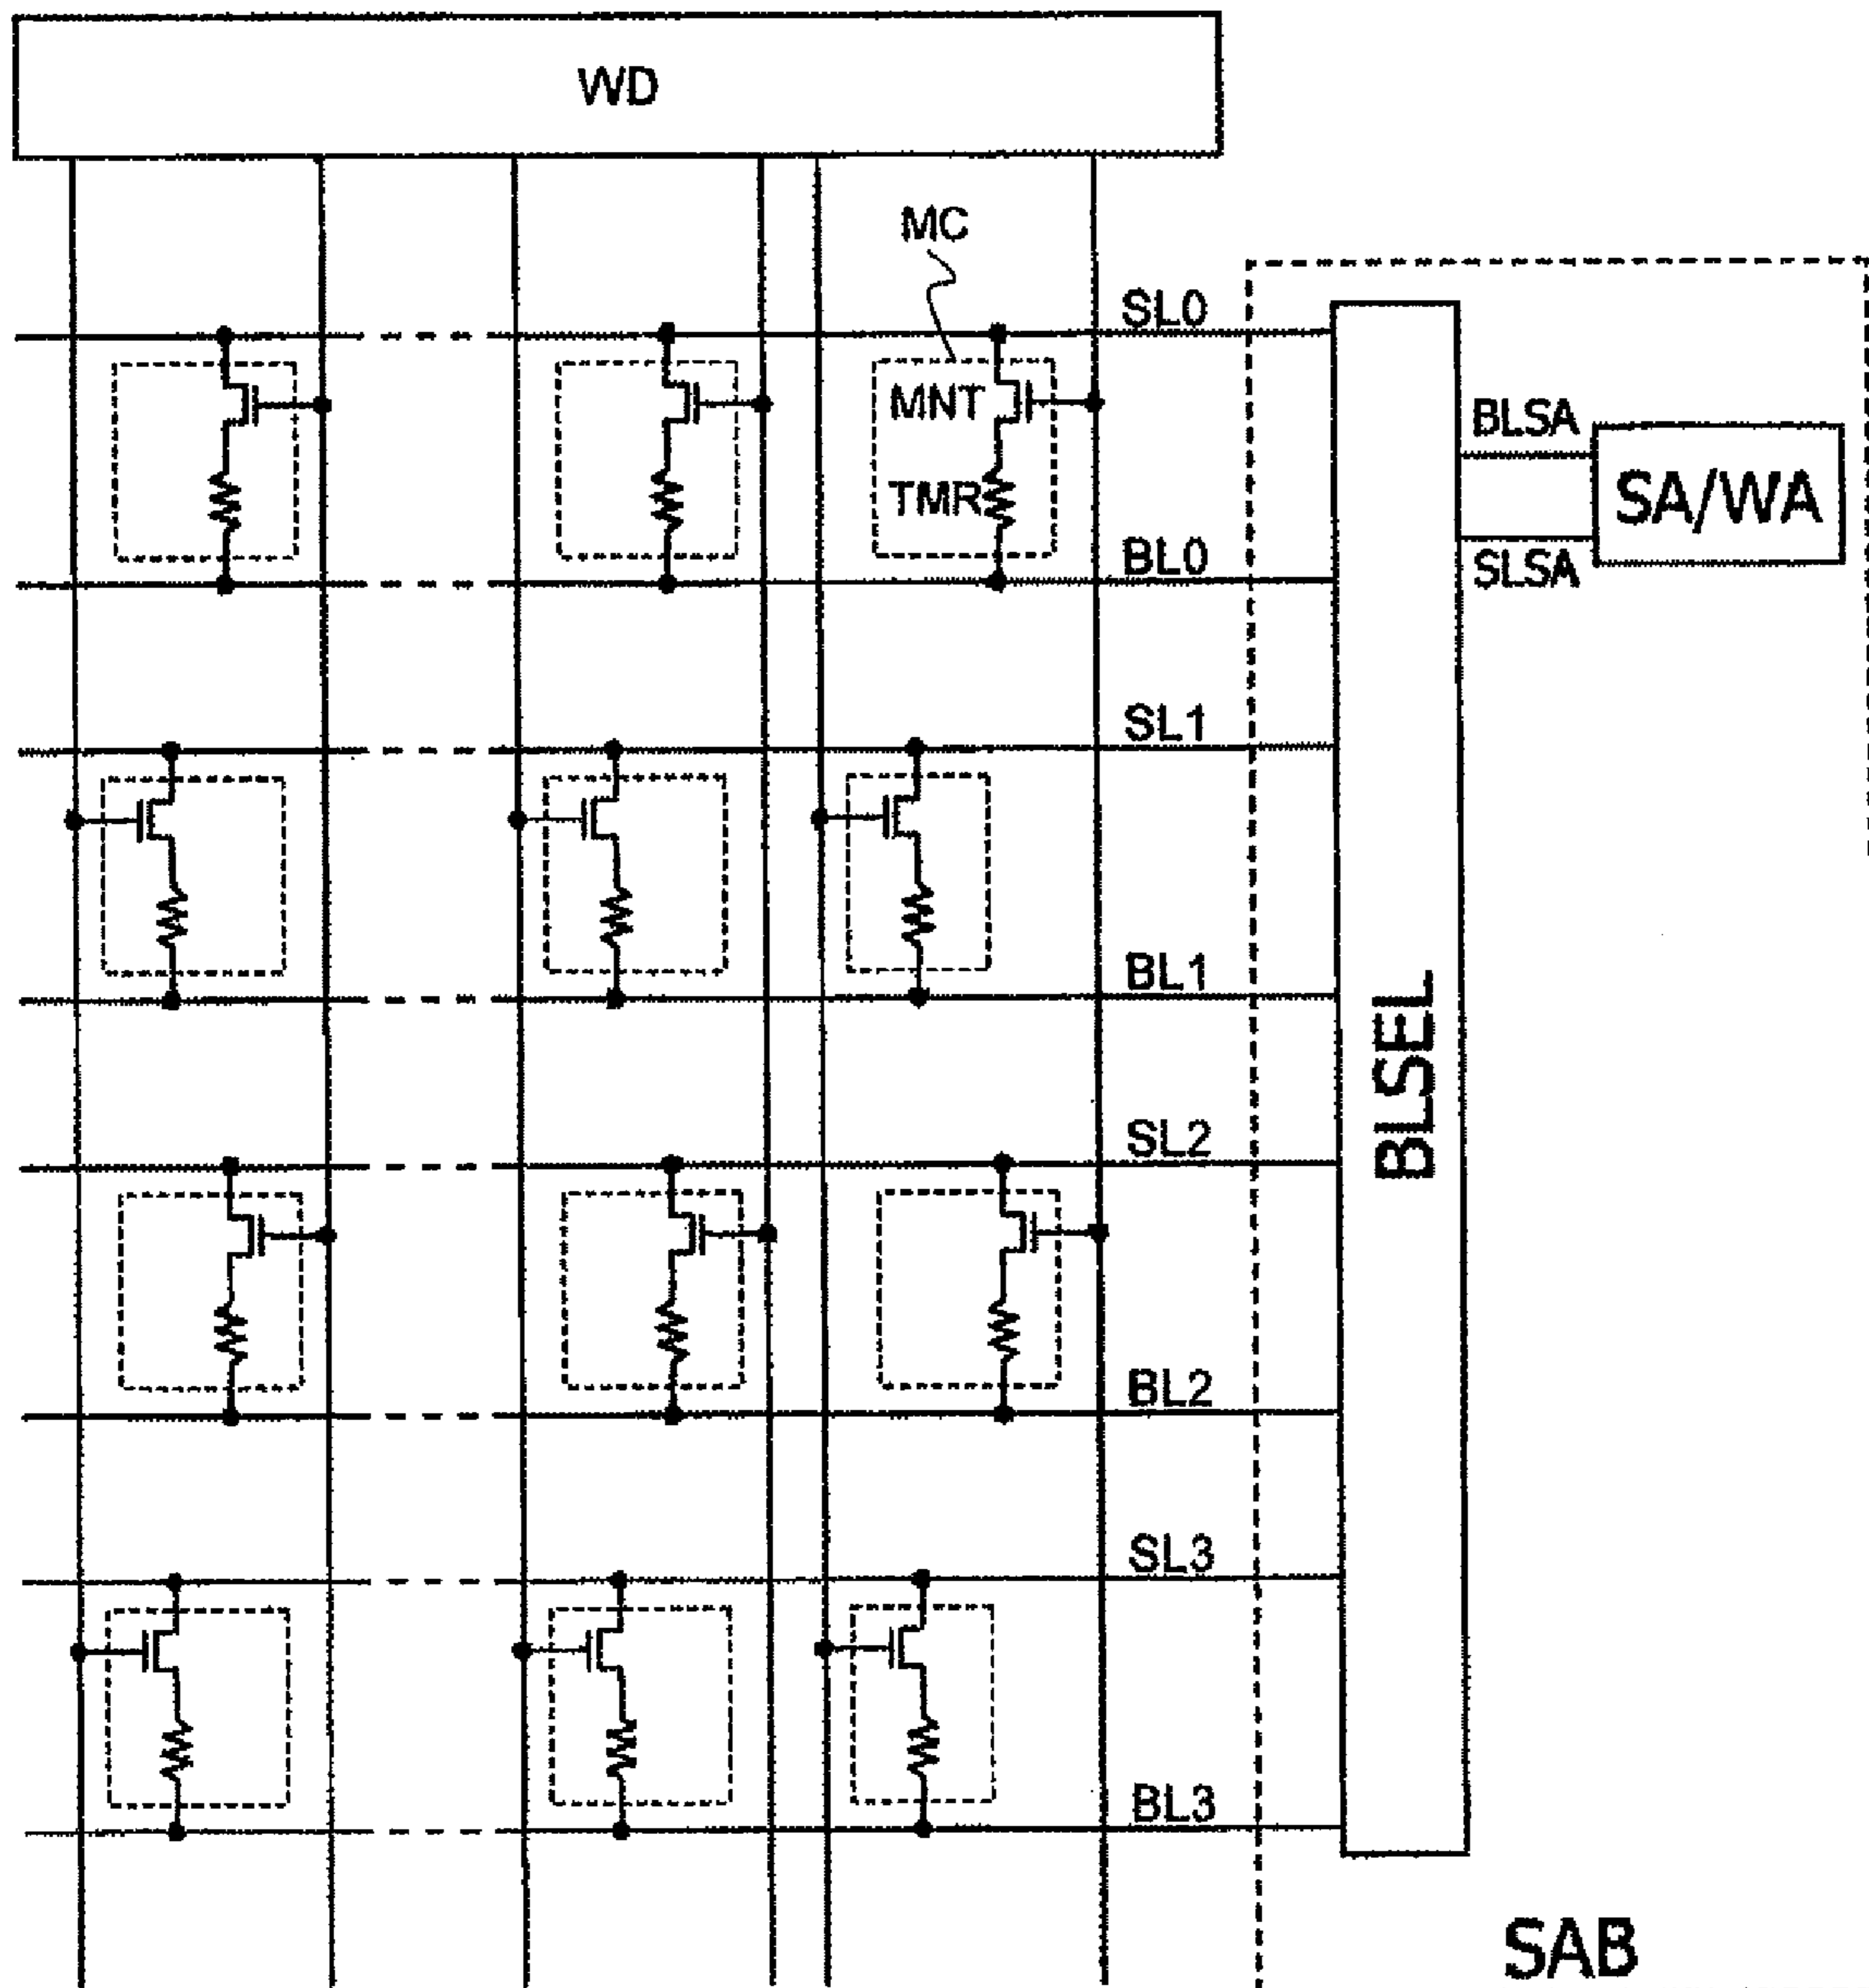 WD
MC
SL0
MNT
BLSA
SA/WA
TMR
BL0
SLSA
SL1
BL1
BLSEL
SL2
BL2
SL3
BL3
SAB